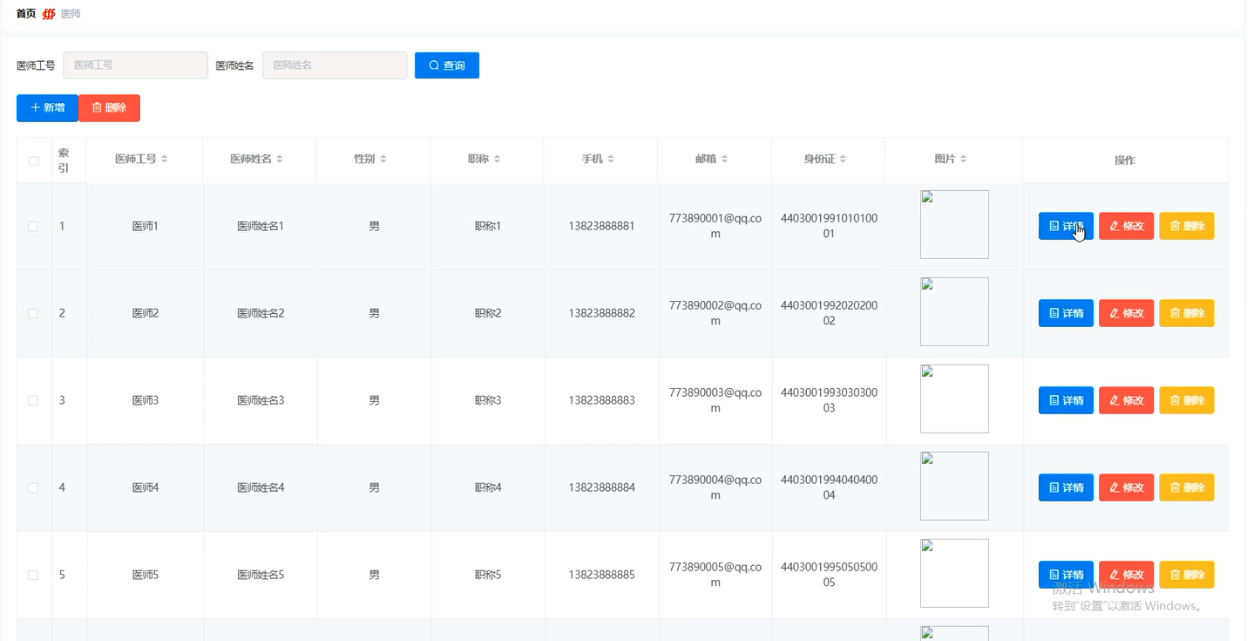 首页 医师
医师工号 医师工号 医师姓名 医师姓名 查询
新增 删除
索引 医师工号 医师姓名 性别 职称 手机 邮箱 身份证 图片 操作
1 医师1 医师姓名1 男 职称1 13823888881 773890001@qq.com 440300199101010001 详情 修改 删除
2 医师2 医师姓名2 男 职称2 13823888882 773890002@qq.com 440300199202020002 详情 修改 删除
3 医师3 医师姓名3 男 职称3 13823888883 773890003@qq.com 440300199303030003 详情 修改 删除
4 医师4 医师姓名4 男 职称4 13823888884 773890004@qq.com 440300199404040004 详情 修改 删除
5 医师5 医师姓名5 男 职称5 13823888885 773890005@qq.com 440300199505050005 详情 修改 删除
激活 Windows
转到"设置"以激活 Windows。